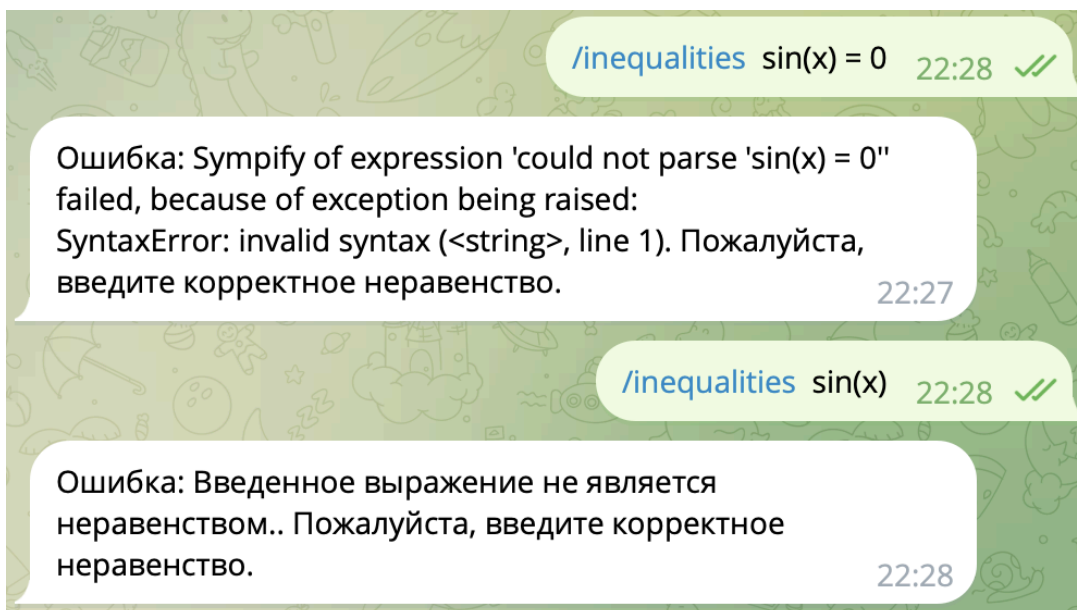 /inequalities sin(x) = 0 22:28
Ошибка: Sympify of expression 'could not parse 'sin(x) = 0''
failed, because of exception being raised:
SyntaxError: invalid syntax (<string>, line 1). Пожалуйста,
введите корректное неравенство.
22:27
/inequalities sin(x) 22:28
Ошибка: Введенное выражение не является
неравенством.. Пожалуйста, введите корректное
неравенство.
22:28